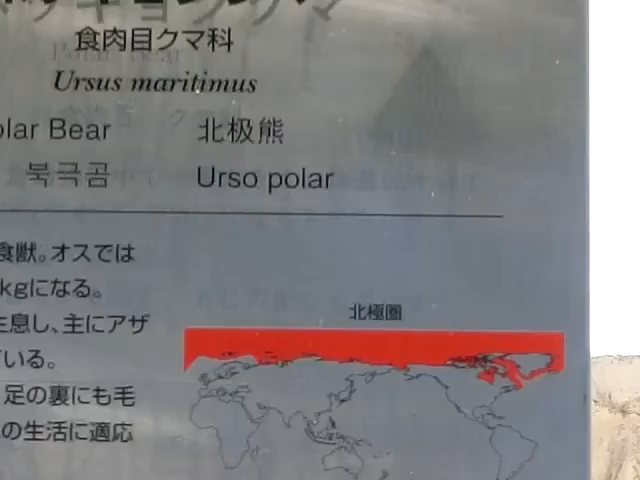 食肉目クマ科
Ursus maritimus
olar Bear 北极熊
북극곰 Urso polar
食獣。オスでは
kgになる。
生息し、主にアザ
いる。
足の裏にも毛
の生活に適応
北極圏